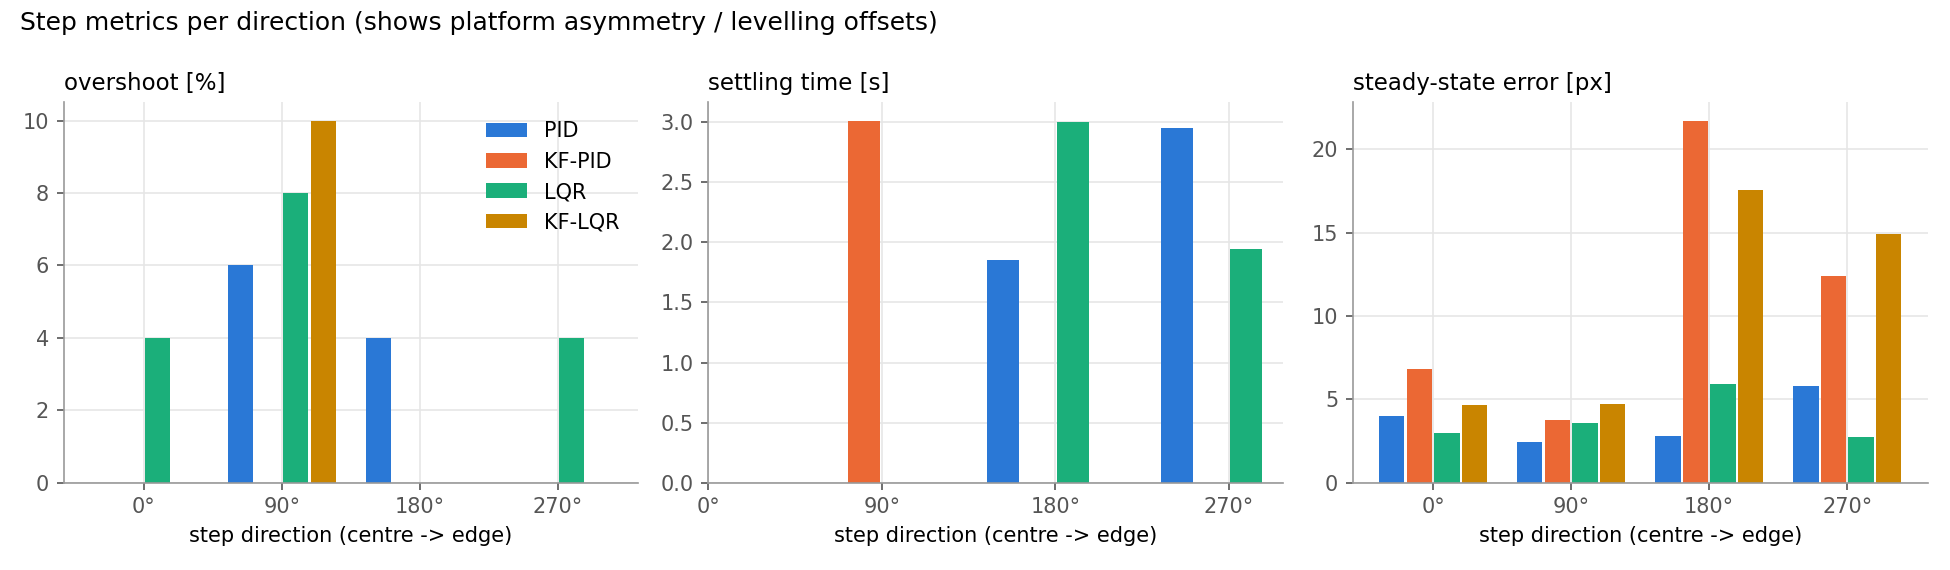 Step metrics per direction (shows platform asymmetry / levelling offsets)
overshoot [%]
10
8
6
4
2
0
0°
90°
180°
270°
step direction (centre -> edge)
PID
KF-PID
LQR
KF-LQR
settling time [s]
3.0
2.5
2.0
1.5
1.0
0.5
0.0
0°
90°
180°
270°
step direction (centre -> edge)
steady-state error [px]
20
15
10
5
0
0°
90°
180°
270°
step direction (centre -> edge)